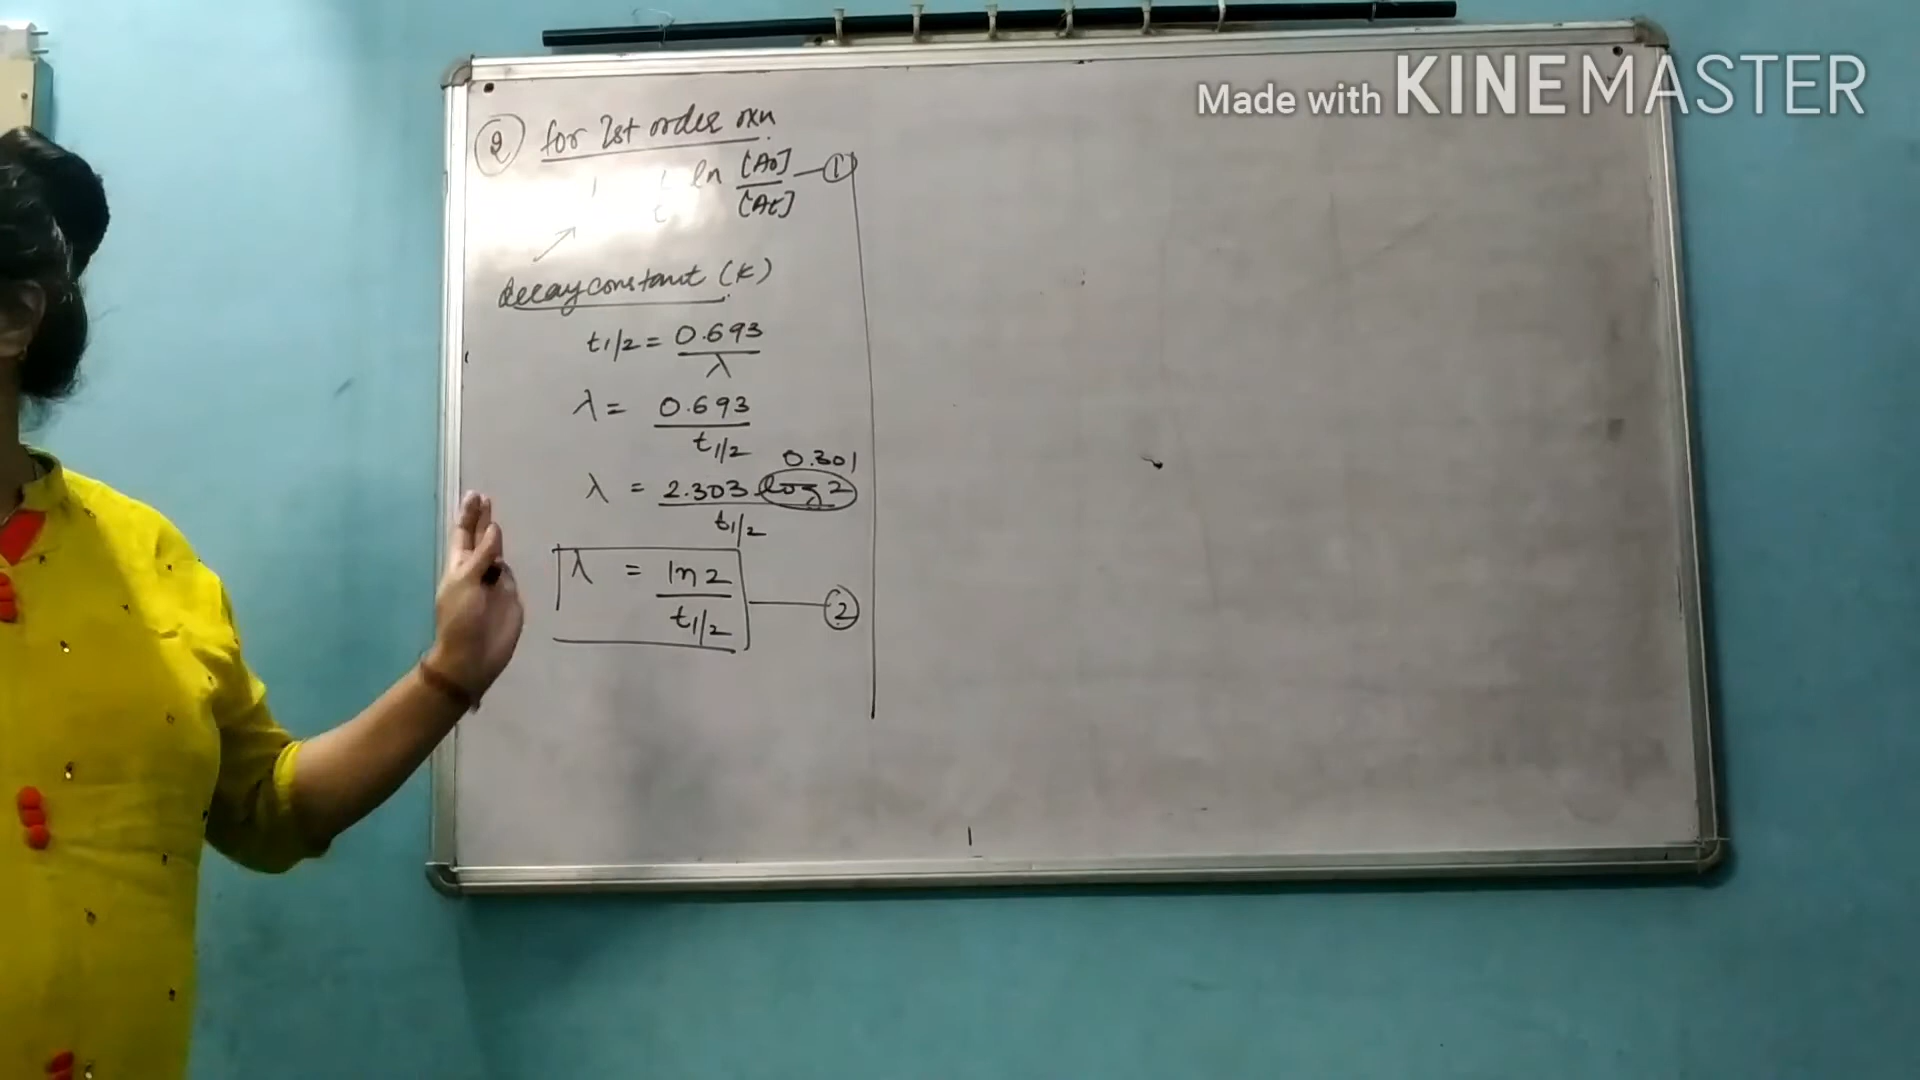 Made with KINEMASTER
② for 1st order rxn
ln [A0]/[At] — ①
decay constant (K)
t1/2 = 0.693/λ
λ = 0.693/t1/2
0.301
λ = 2.303 log 2/t1/2
λ = ln 2/t1/2 — ②